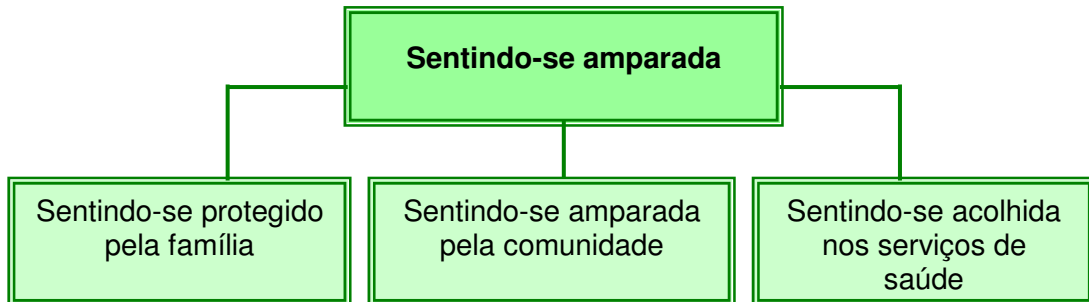 Sentindo-se amparada
Sentindo-se protegido
pela família
Sentindo-se amparada
pela comunidade
Sentindo-se acolhida
nos serviços de
saúde